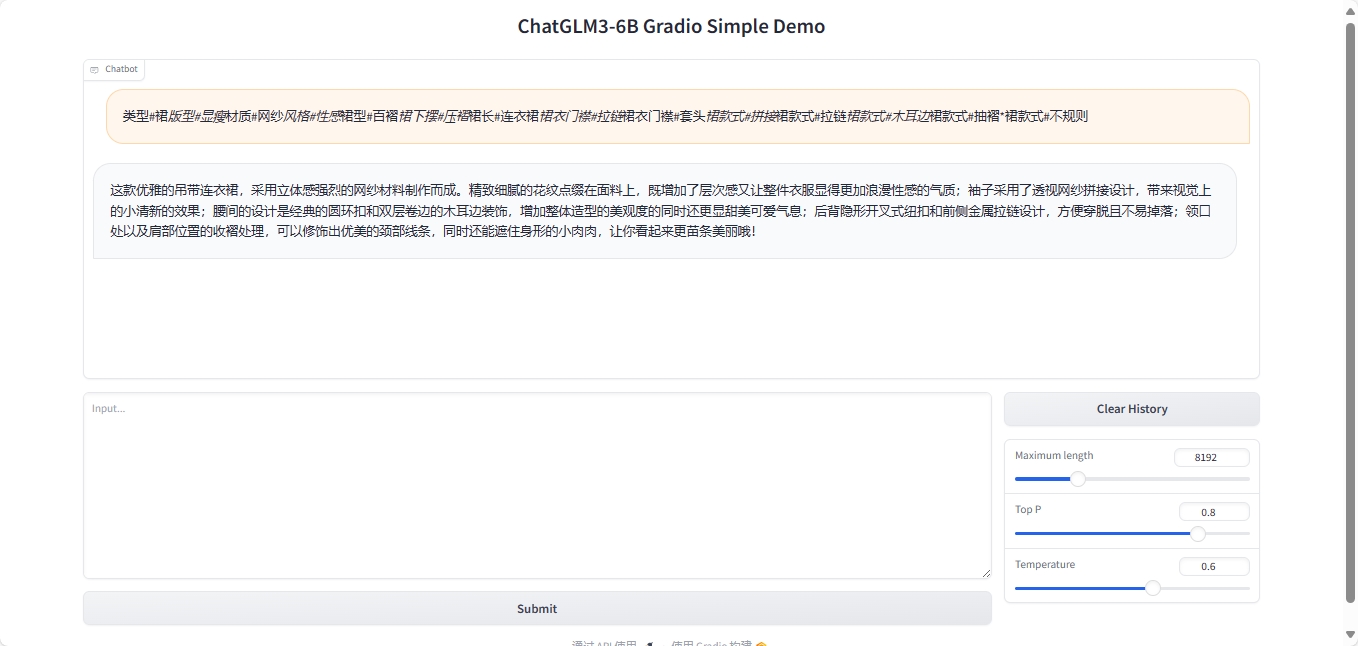 ChatGLM3-6B Gradio Simple Demo
Chatbot
类型#裙版型#显瘦材质#网纱风格#性感裙型#百褶裙下摆#压褶裙长#连衣裙裙衣门襟#拉链裙衣门襟#套头裙款式#拼接裙款式#拉链裙款式#木耳边裙款式#抽褶*裙款式#不规则
这款优雅的吊带连衣裙，采用立体感强烈的网纱材料制作而成。精致细腻的花纹点缀在面料上，既增加了层次感又让整件衣服显得更加浪漫性感的气质；袖子采用了透视网纱拼接设计，带来视觉上
的小清新的效果；腰间的设计是经典的圆环扣和双层卷边的木耳边装饰，增加整体造型的美观度的同时还更显甜美可爱气息；后背隐形开叉式纽扣和前侧金属拉链设计，方便穿脱且不易掉落；领口
处以及肩部位置的收褶处理，可以修饰出优美的颈部线条，同时还能遮住身形的小肉肉，让你看起来更苗条美丽哦！
Input...
Clear History
Maximum length
8192
Top P
0.8
Temperature
0.6
Submit
通过 API 使用
使用 Gradio 构建